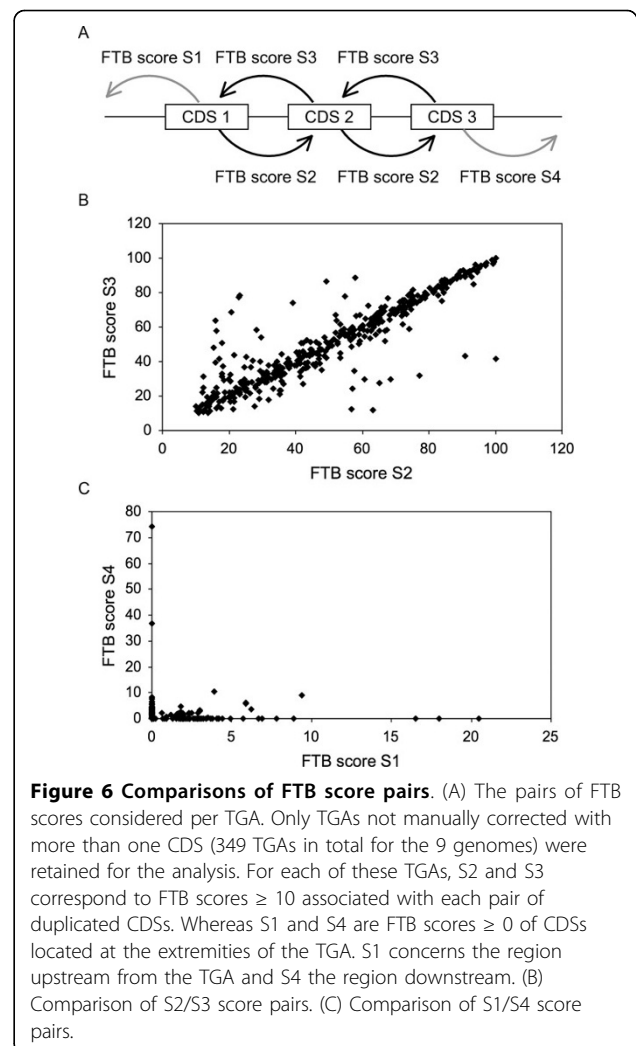 A
FTB score S1 FTB score S3 FTB score S3
CDS 1 CDS 2 CDS 3
FTB score S2 FTB score S2 FTB score S4
B
120
100
80
60
40
20
0
FTB score S3
0 20 40 60 80 100 120
FTB score S2
C
80
70
60
50
40
30
20
10
0
FTB score S4
0 5 10 15 20 25
FTB score S1
Figure 6 Comparisons of FTB score pairs. (A) The pairs of FTB
scores considered per TGA. Only TGAs not manually corrected with
more than one CDS (349 TGAs in total for the 9 genomes) were
retained for the analysis. For each of these TGAs, S2 and S3
correspond to FTB scores ≥ 10 associated with each pair of
duplicated CDSs. Whereas S1 and S4 are FTB scores ≥ 0 of CDSs
located at the extremities of the TGA. S1 concerns the region
upstream from the TGA and S4 the region downstream. (B)
Comparison of S2/S3 score pairs. (C) Comparison of S1/S4 score
pairs.